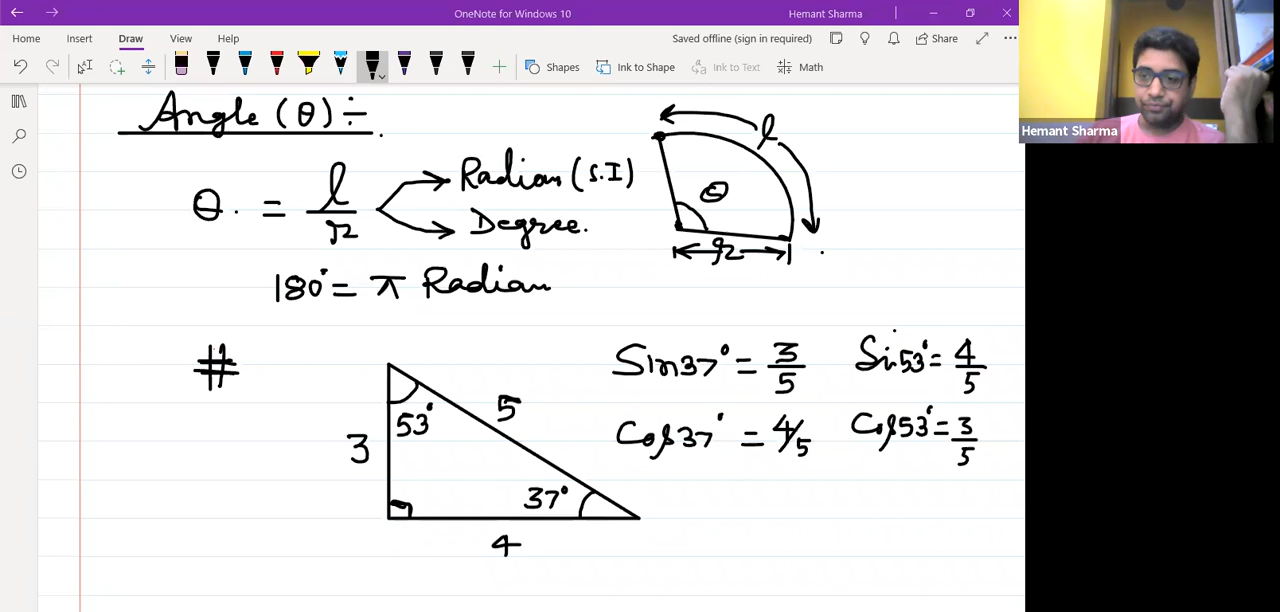 OneNote for Windows 10
Hemant Sharma
Home Insert Draw View Help
Saved offline (sign in required) Share
Shapes Ink to Shape Ink to Text Math
Hemant Sharma
Angle (θ) ÷
θ = l/r
Radian (S.I)
Degree.
180° = π Radian
l
θ
r
#
53°
5
3
37°
4
Sin37° = 3/5 Sin53° = 4/5
Cos37° = 4/5 Cos53° = 3/5